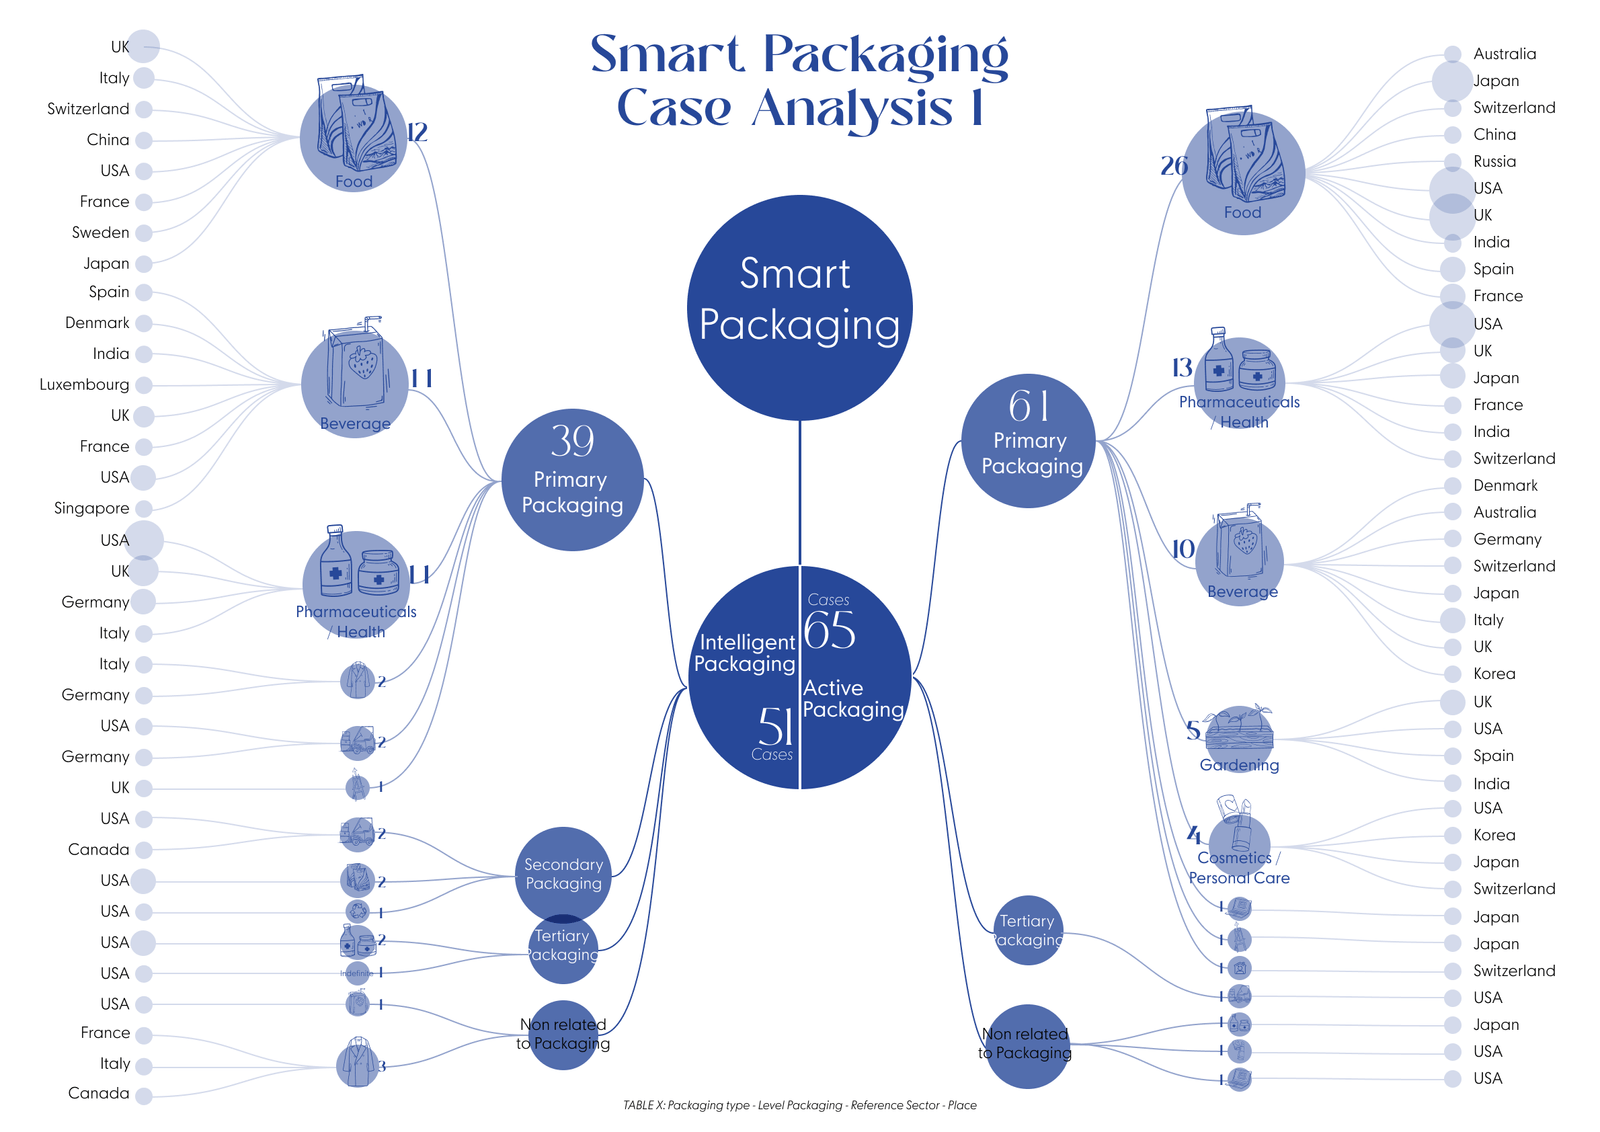 Smart Packaging
Case Analysis 1
UK
Italy
Switzerland
China
USA
France
Sweden
Japan
12
Food
Spain
Denmark
India
Luxembourg
UK
France
USA
Singapore
11
Beverage
USA
UK
Germany
Italy
11
Pharmaceuticals
/ Health
Italy
Germany
2
USA
Germany
2
UK
1
USA
Canada
2
USA
2
USA
1
USA
2
USA
Indefinite
1
USA
1
France
Italy
Canada
3
39
Primary
Packaging
Secondary
Packaging
Tertiary
Packaging
Non related
to Packaging
Smart
Packaging
Intelligent
Packaging
51
Cases
Cases
65
Active
Packaging
61
Primary
Packaging
Tertiary
Packaging
Non related
to Packaging
26
Food
Australia
Japan
Switzerland
China
Russia
USA
UK
India
Spain
France
13
Pharmaceuticals
/ Health
USA
UK
Japan
France
India
Switzerland
10
Beverage
Denmark
Australia
Germany
Switzerland
Japan
Italy
UK
Korea
5
Gardening
UK
USA
Spain
India
4
Cosmetics /
Personal Care
USA
Korea
Japan
Switzerland
1
Japan
1
Japan
1
Switzerland
1
USA
1
Japan
1
USA
1
USA
TABLE X: Packaging type - Level Packaging - Reference Sector - Place